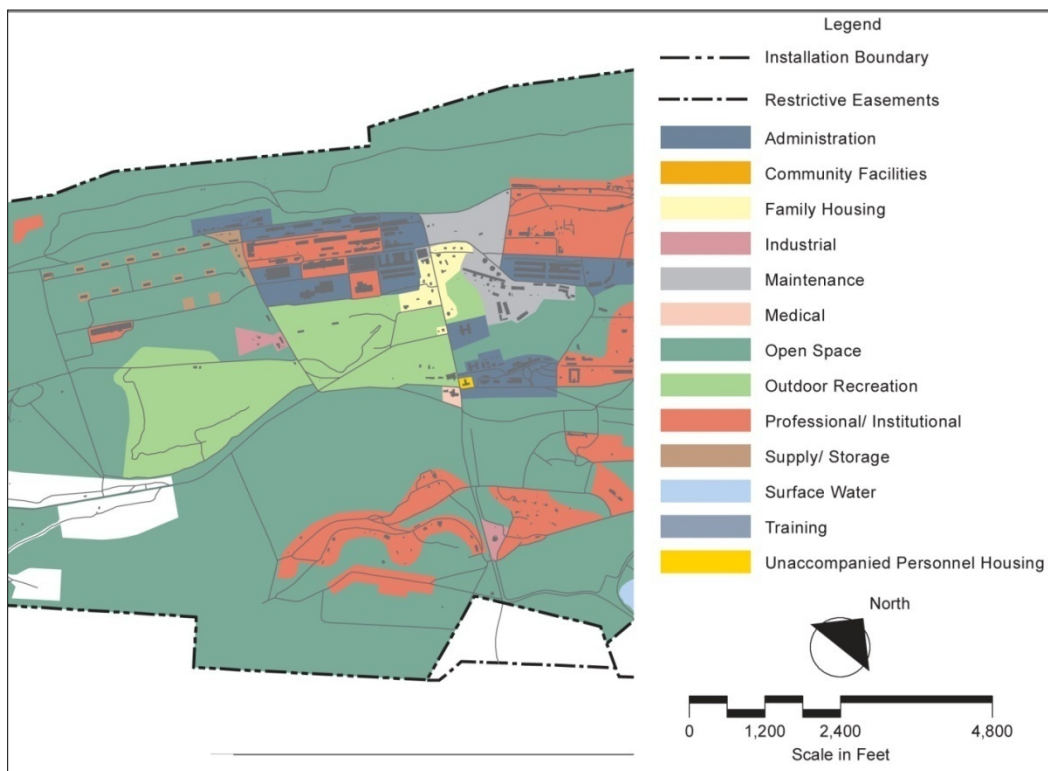 Legend
Installation Boundary
Restrictive Easements
Administration
Community Facilities
Family Housing
Industrial
Maintenance
Medical
Open Space
Outdoor Recreation
Professional/ Institutional
Supply/ Storage
Surface Water
Training
Unaccompanied Personnel Housing
North
0 1,200 2,400 4,800
Scale in Feet